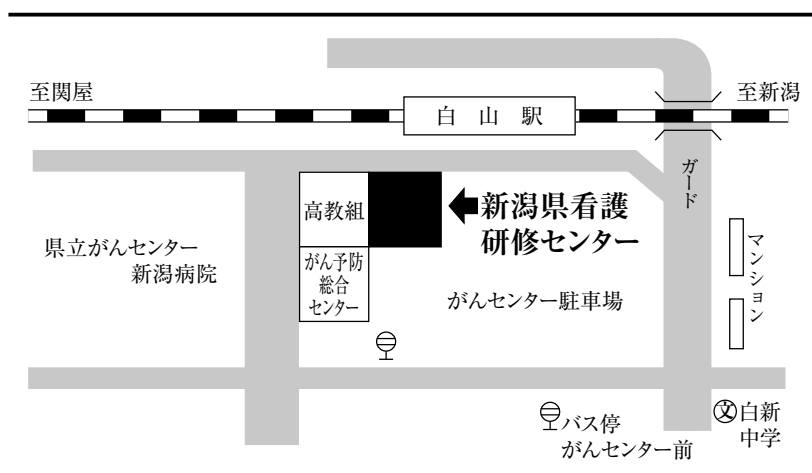 至関屋
白山駅
至新潟
ガード
高教組
新潟県看護
研修センター
県立がんセンター
新潟病院
がん予防
総合
センター
がんセンター駐車場
マンション
バス停
がんセンター前
文白新
中学